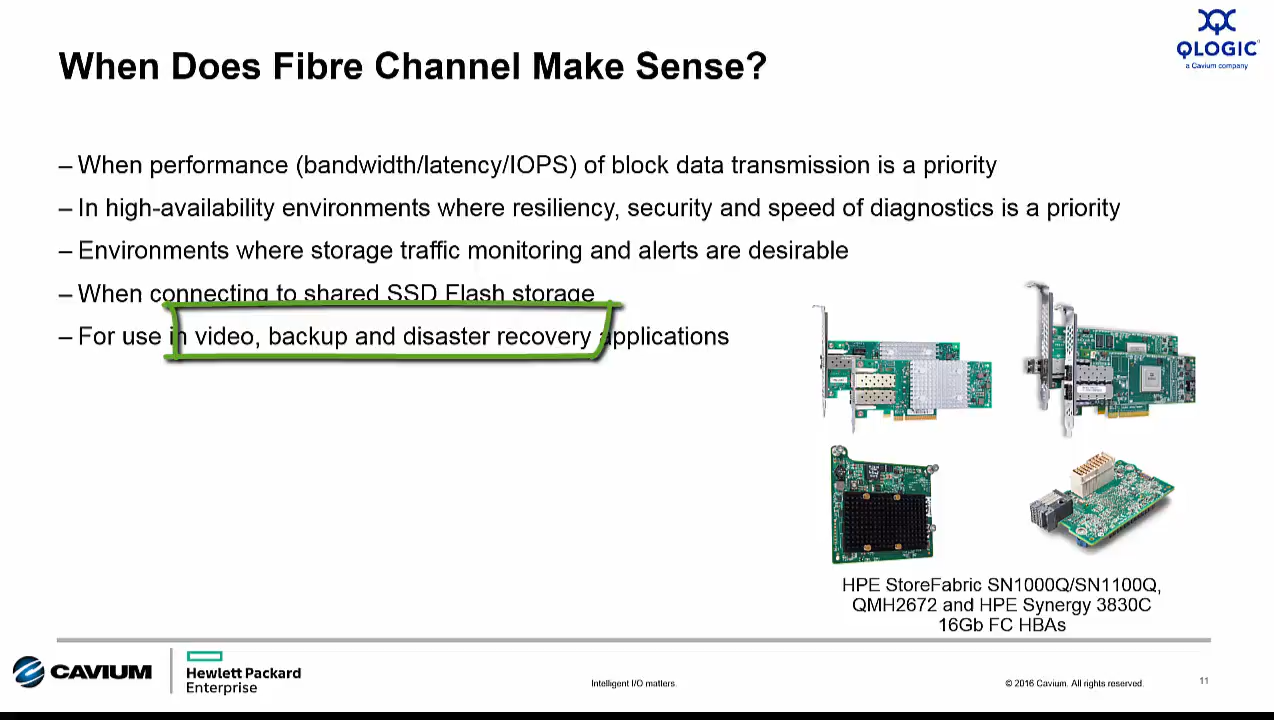 QLOGIC
a Cavium company
When Does Fibre Channel Make Sense?
– When performance (bandwidth/latency/IOPS) of block data transmission is a priority
– In high-availability environments where resiliency, security and speed of diagnostics is a priority
– Environments where storage traffic monitoring and alerts are desirable
– When connecting to shared SSD Flash storage
– For use in video, backup and disaster recovery applications
HPE StoreFabric SN1000Q/SN1100Q,
QMH2672 and HPE Synergy 3830C
16Gb FC HBAs
CAVIUM
Hewlett Packard
Enterprise
Intelligent I/O matters.
© 2016 Cavium. All rights reserved.
11